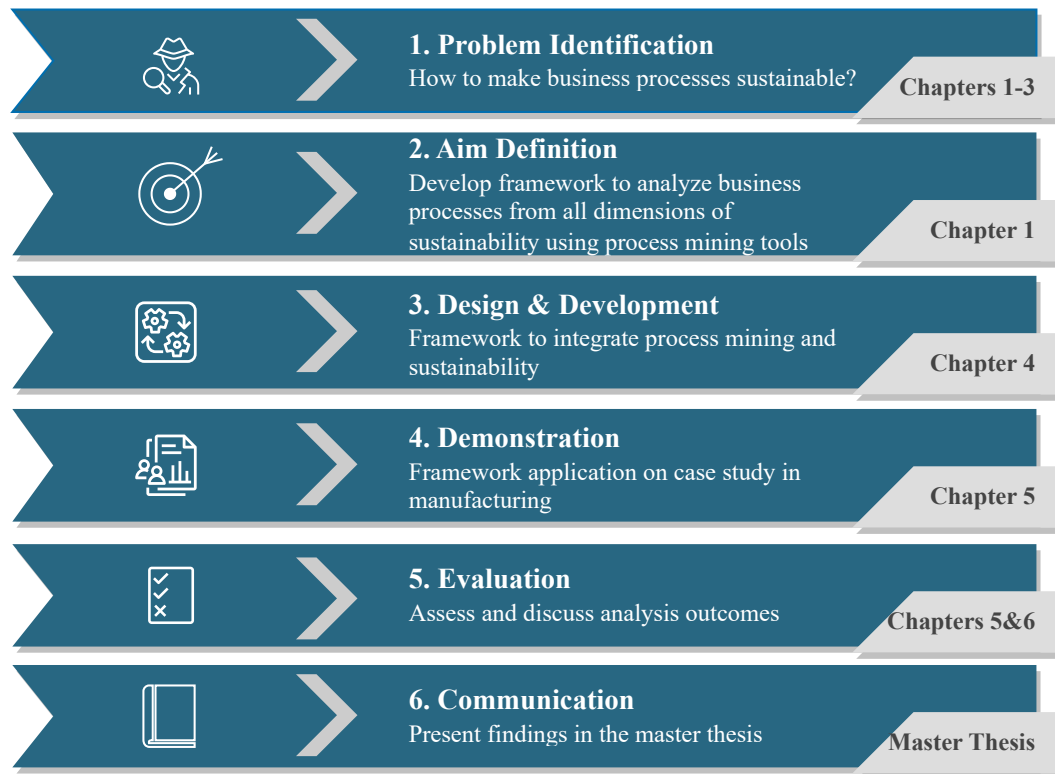 1. Problem Identification
How to make business processes sustainable?
Chapters 1-3
2. Aim Definition
Develop framework to analyze business
processes from all dimensions of
sustainability using process mining tools
Chapter 1
3. Design & Development
Framework to integrate process mining and
sustainability
Chapter 4
4. Demonstration
Framework application on case study in
manufacturing
Chapter 5
5. Evaluation
Assess and discuss analysis outcomes
Chapters 5&6
6. Communication
Present findings in the master thesis
Master Thesis